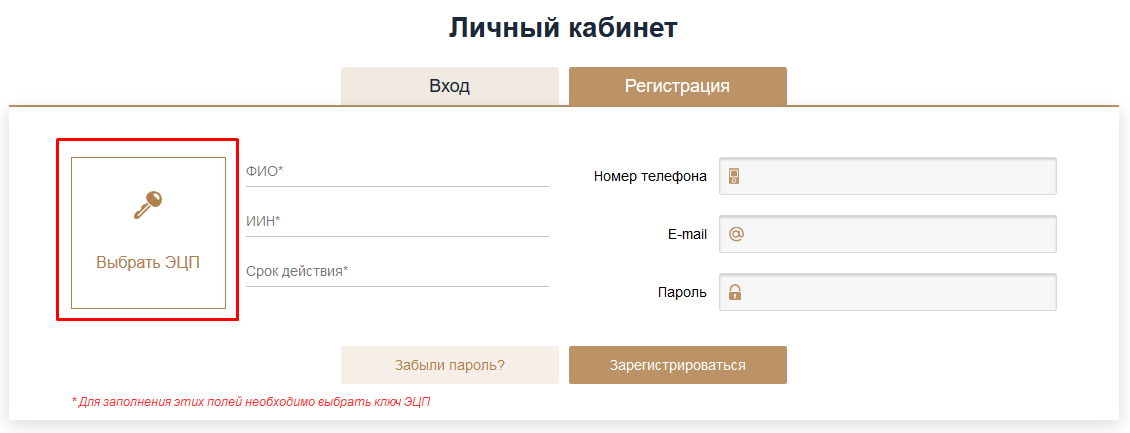 Личный кабинет
Вход
Регистрация
Выбрать ЭЦП
ФИО*
ИИН*
Срок действия*
Номер телефона
E-mail
Пароль
Забыли пароль?
Зарегистрироваться
* Для заполнения этих полей необходимо выбрать ключ ЭЦП